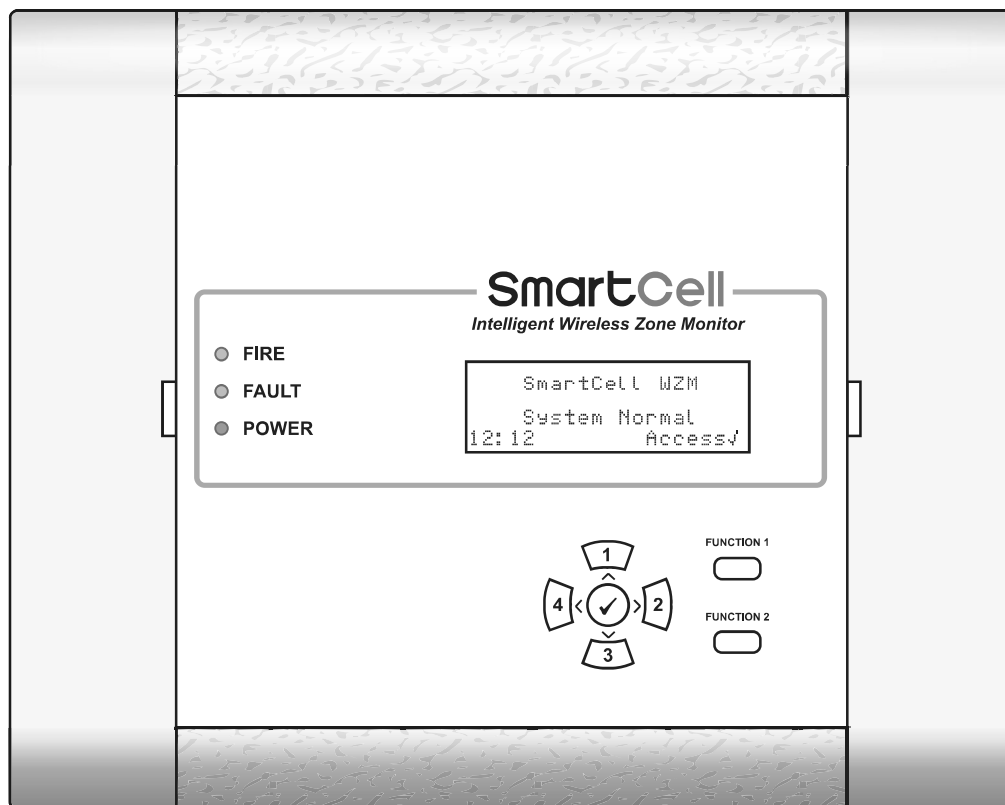 SmartCell
Intelligent Wireless Zone Monitor
FIRE
FAULT
POWER
SmartCell WZM
System Normal
12:12 Access√
FUNCTION 1
1
4 < ✓ > 2
3
FUNCTION 2